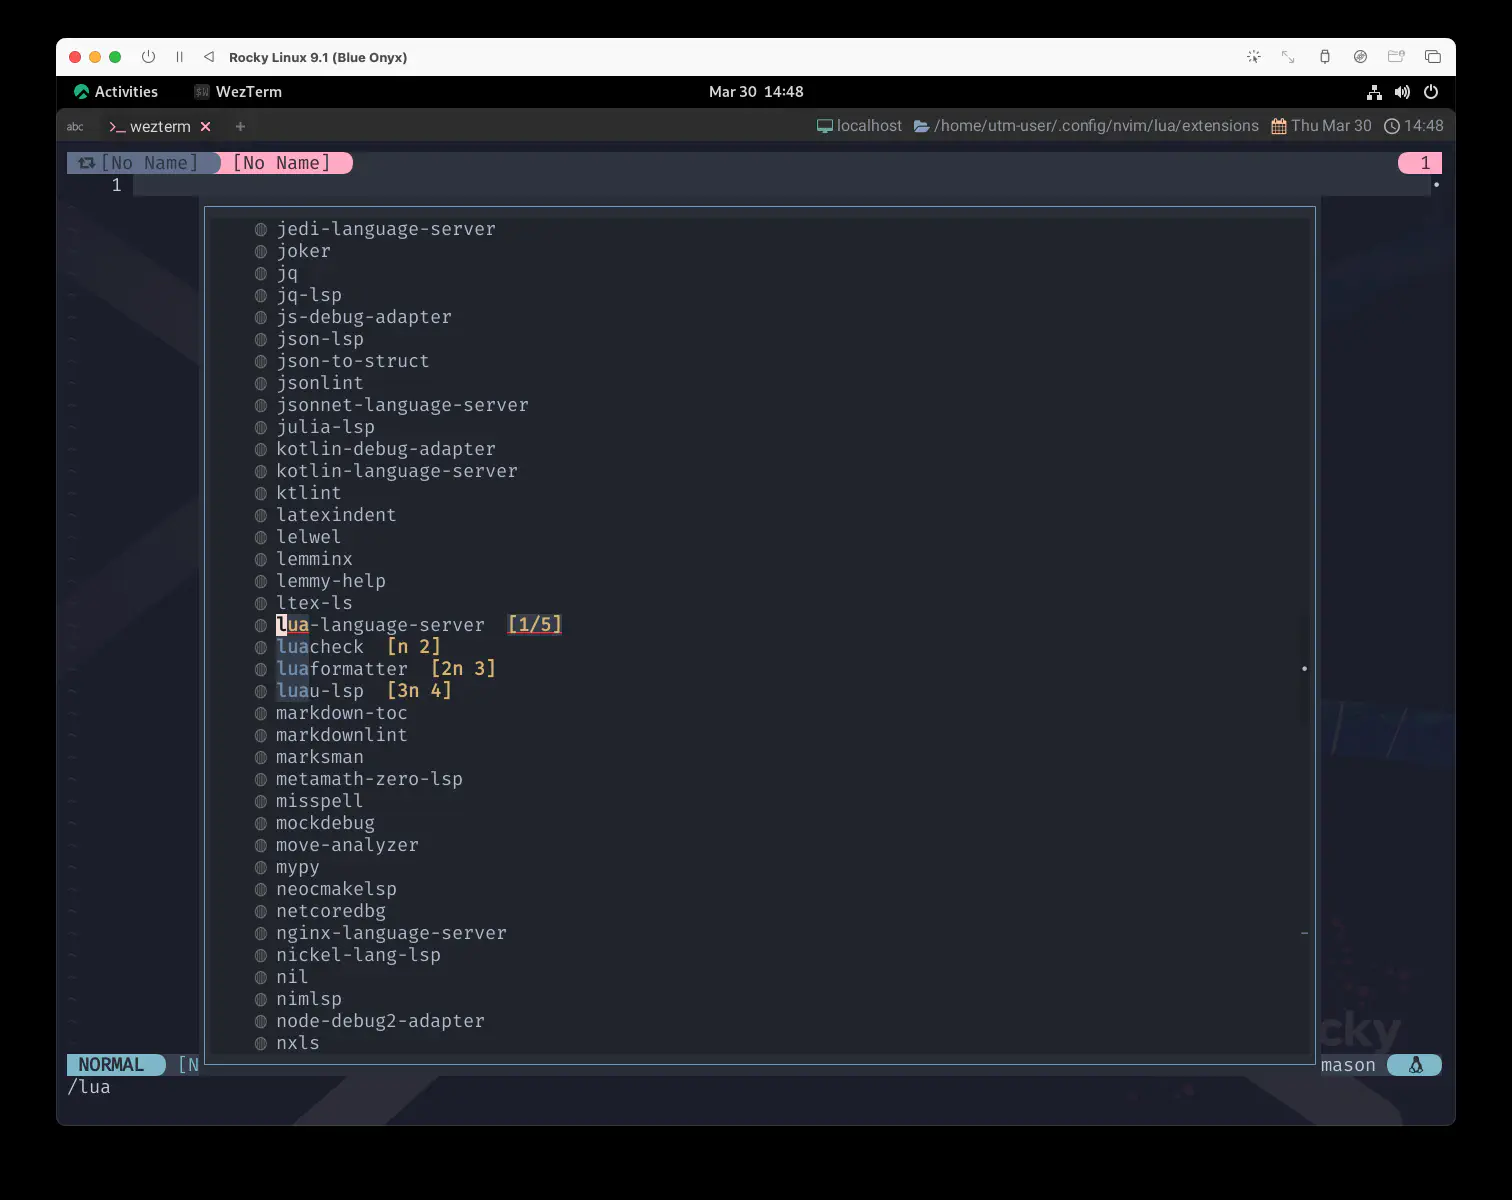 Rocky Linux 9.1 (Blue Onyx)
Activities $W WezTerm Mar 30 14:48
abc >_ wezterm × + localhost /home/utm-user/.config/nvim/lua/extensions Thu Mar 30 14:48
[No Name] [No Name] 1
1
jedi-language-server
joker
jq
jq-lsp
js-debug-adapter
json-lsp
json-to-struct
jsonlint
jsonnet-language-server
julia-lsp
kotlin-debug-adapter
kotlin-language-server
ktlint
latexindent
lelwel
lemminx
lemmy-help
ltex-ls
lua-language-server [1/5]
luacheck [n 2]
luaformatter [2n 3]
luau-lsp [3n 4]
markdown-toc
markdownlint
marksman
metamath-zero-lsp
misspell
mockdebug
move-analyzer
mypy
neocmakelsp
netcoredbg
nginx-language-server
nickel-lang-lsp
nil
nimlsp
node-debug2-adapter
nxls
cky
NORMAL [N mason
/lua